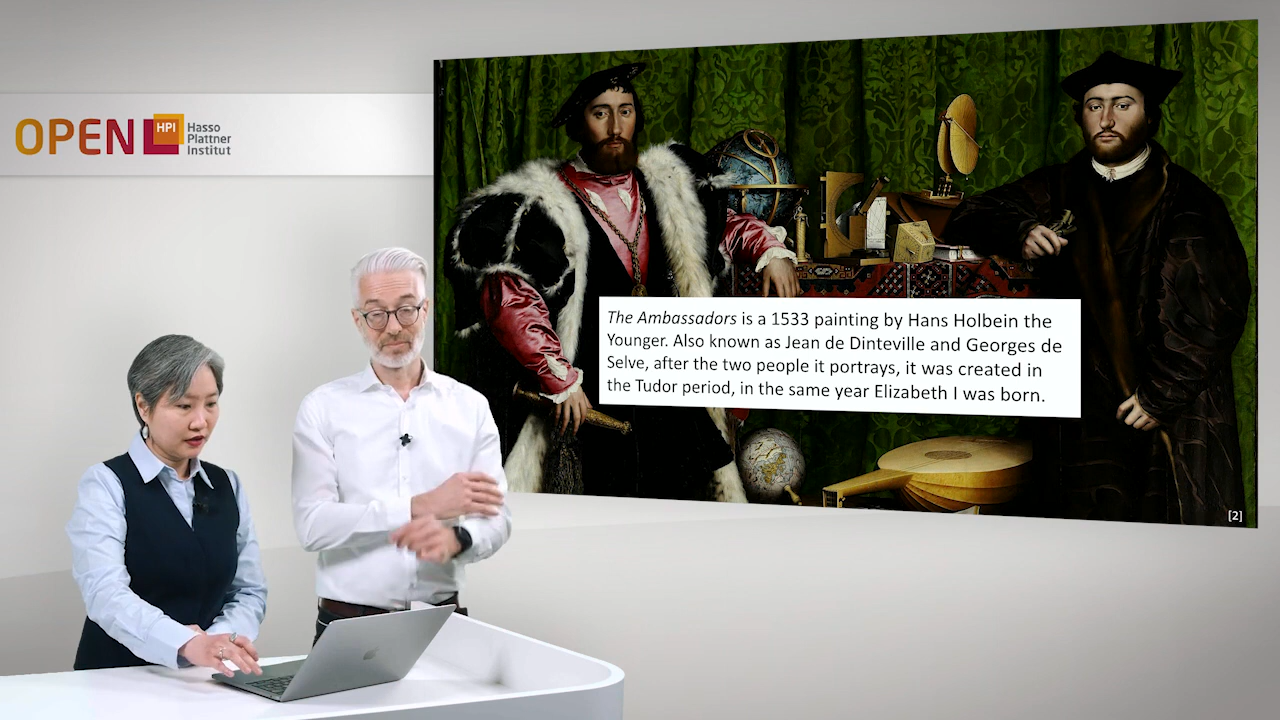 OPEN HPI Hasso
Plattner
Institut
The Ambassadors is a 1533 painting by Hans Holbein the
Younger. Also known as Jean de Dinteville and Georges de
Selve, after the two people it portrays, it was created in
the Tudor period, in the same year Elizabeth I was born.
[2]